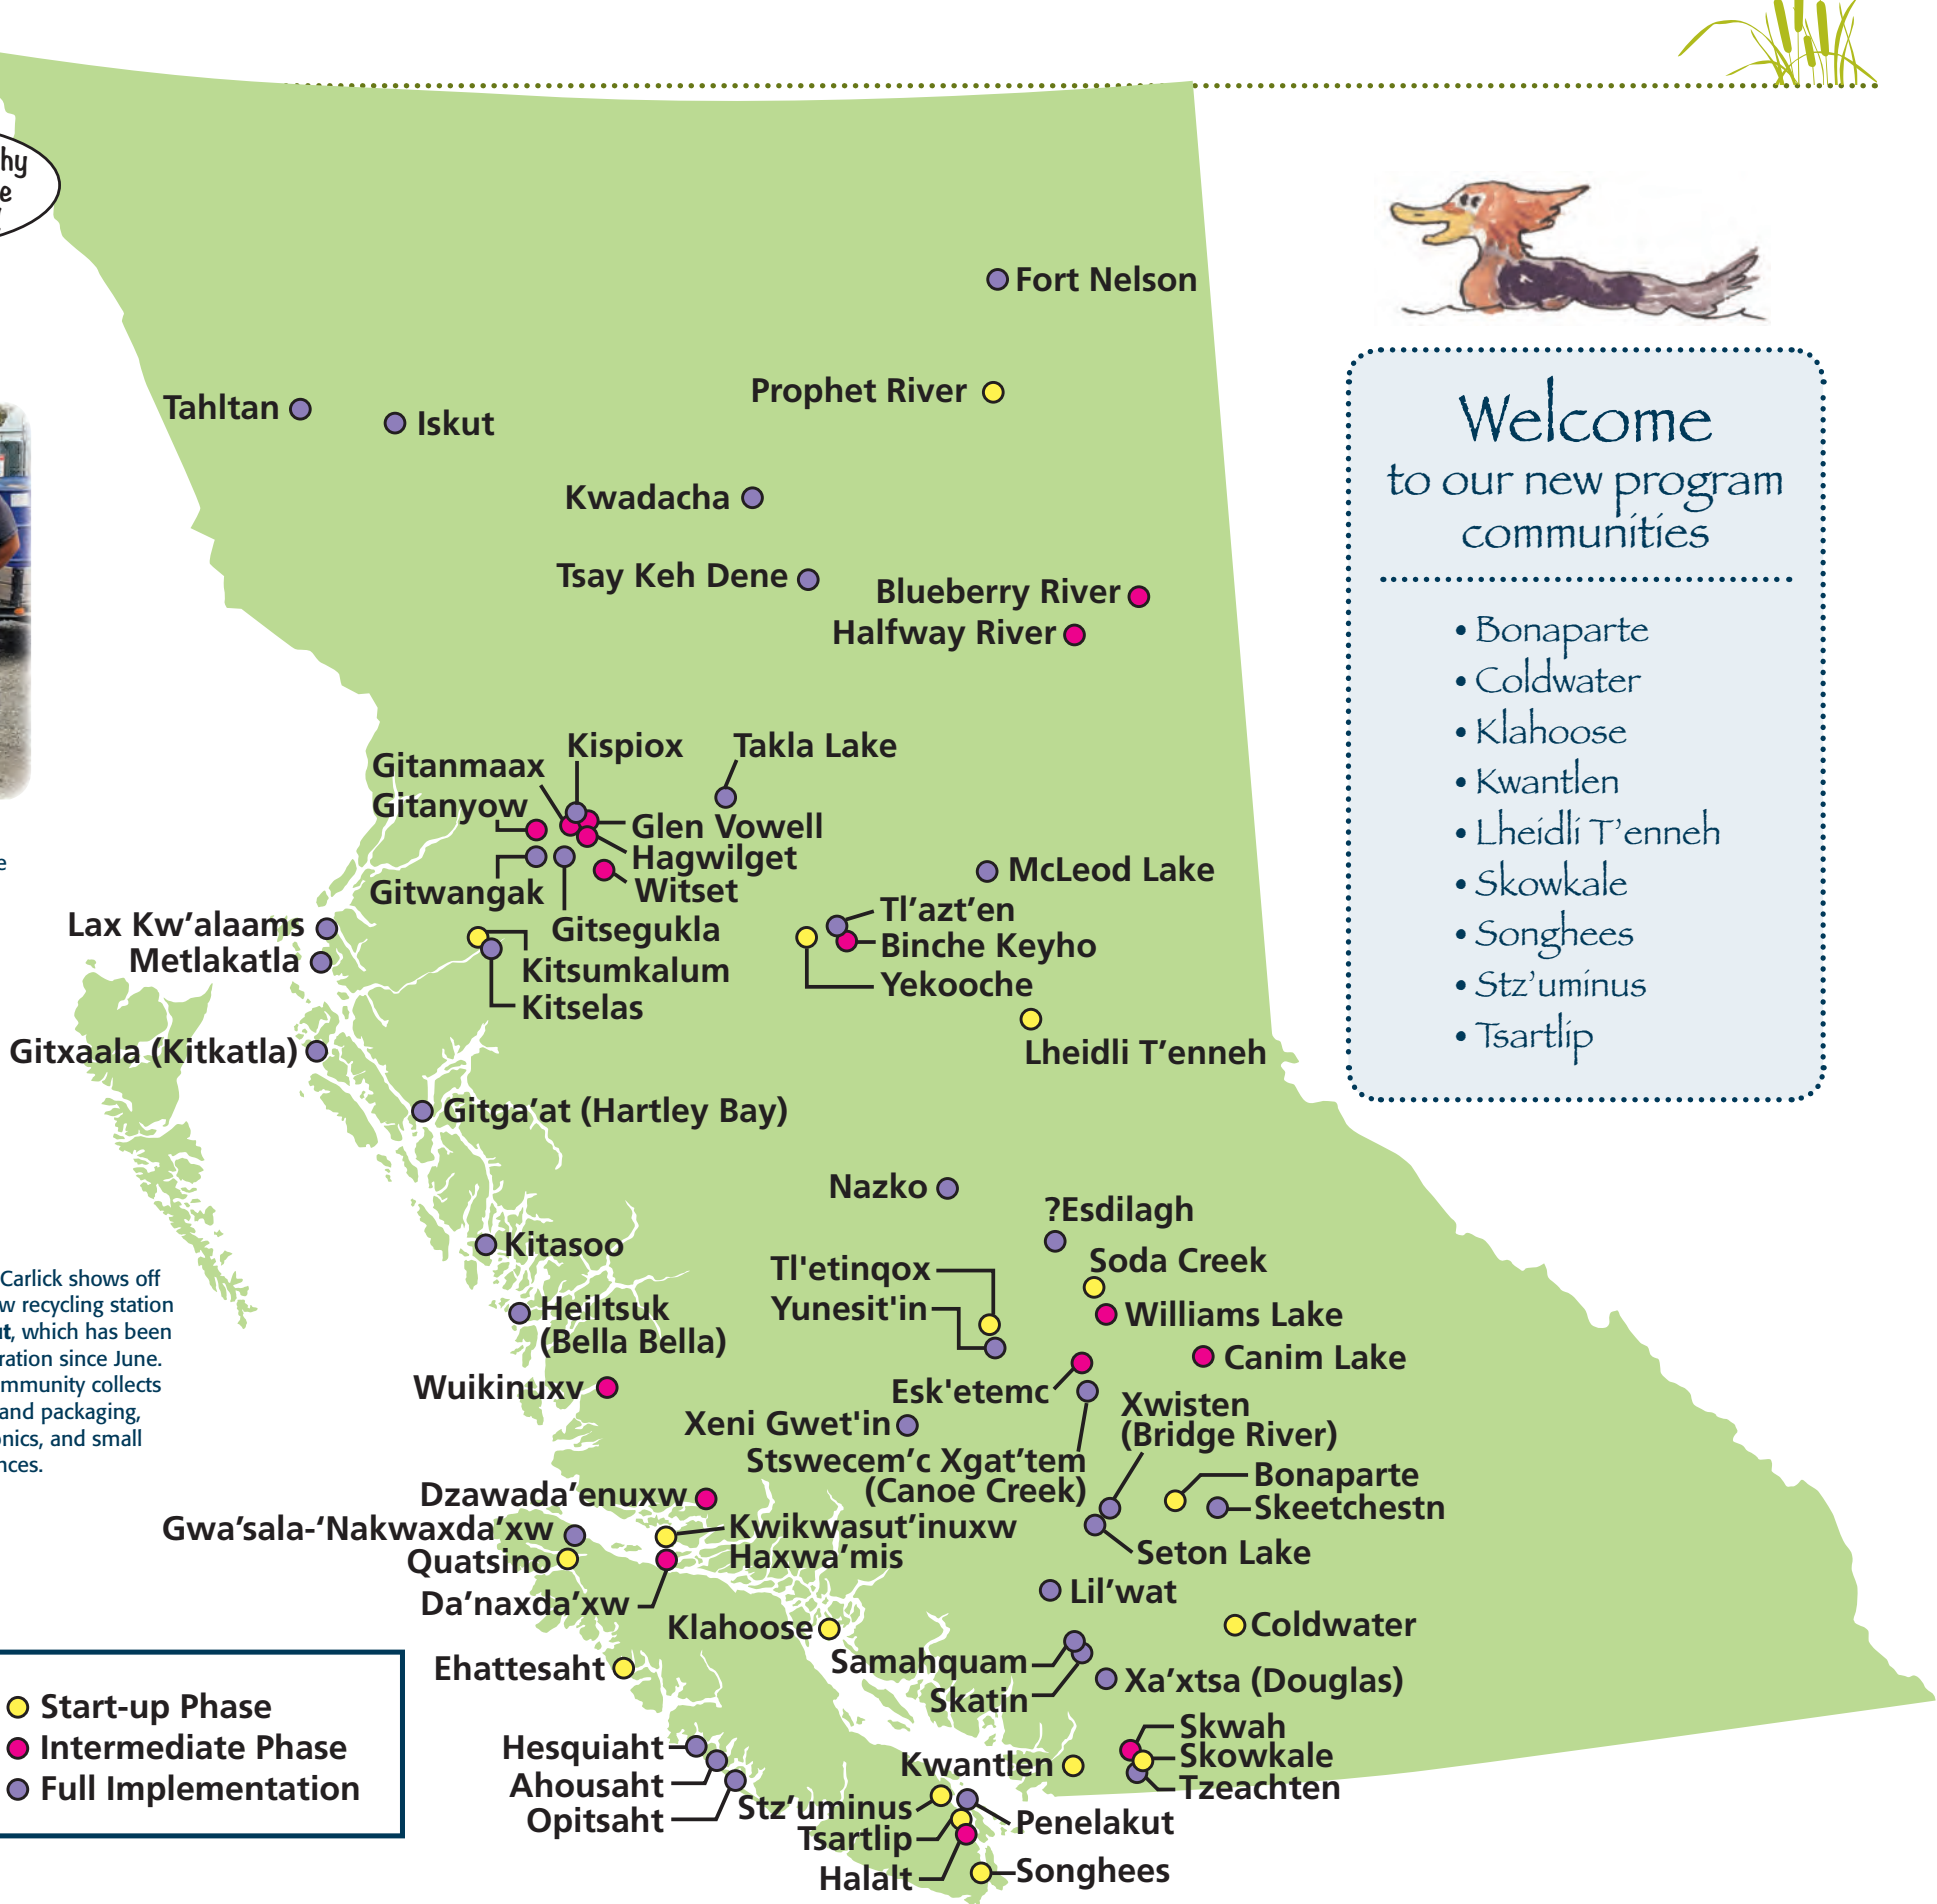 hy
e
Fort Nelson
Prophet River
Tahltan
Iskut
Kwadacha
Tsay Keh Dene
Blueberry River
Halfway River
Kispiox
Takla Lake
Gitanmaax
Gitanyow
Glen Vowell
Hagwilget
Witset
Gitwangak
Gitsegukla
McLeod Lake
Lax Kw’alaams
Metlakatla
Tl’azt’en
Binche Keyho
Yekooche
Kitsumkalum
Kitselas
Lheidli T’enneh
Gitxaala (Kitkatla)
Gitga’at (Hartley Bay)
Nazko
?Esdilagh
Kitasoo
Soda Creek
Tl'etinqox
Yunesit'in
Heiltsuk
(Bella Bella)
Williams Lake
Canim Lake
Wuikinuxv
Esk'etemc
Xeni Gwet'in
Xwisten
(Bridge River)
Stswecem’c Xgat’tem
(Canoe Creek)
Bonaparte
Skeetchestn
Dzawada’enuxw
Gwa’sala-‘Nakwaxda’xw
Kwikwasut’inuxw
Haxwa’mis
Quatsino
Da’naxda’xw
Seton Lake
Lil’wat
Klahoose
Coldwater
Ehattesaht
Samahquam
Skatin
Xa’xtsa (Douglas)
Hesquiaht
Ahousaht
Opitsaht
Kwantlen
Skwah
Skowkale
Tzeachten
Stz’uminus
Tsartlip
Halalt
Penelakut
Songhees
e
Carlick shows off
w recycling station
t, which has been
ration since June.
mmunity collects
and packaging,
nics, and small
nces.
Start-up Phase
Intermediate Phase
Full Implementation
Welcome
to our new program
communities
• Bonaparte
• Coldwater
• Klahoose
• Kwantlen
• Lheidli T’enneh
• Skowkale
• Songhees
• Stz’uminus
• Tsartlip